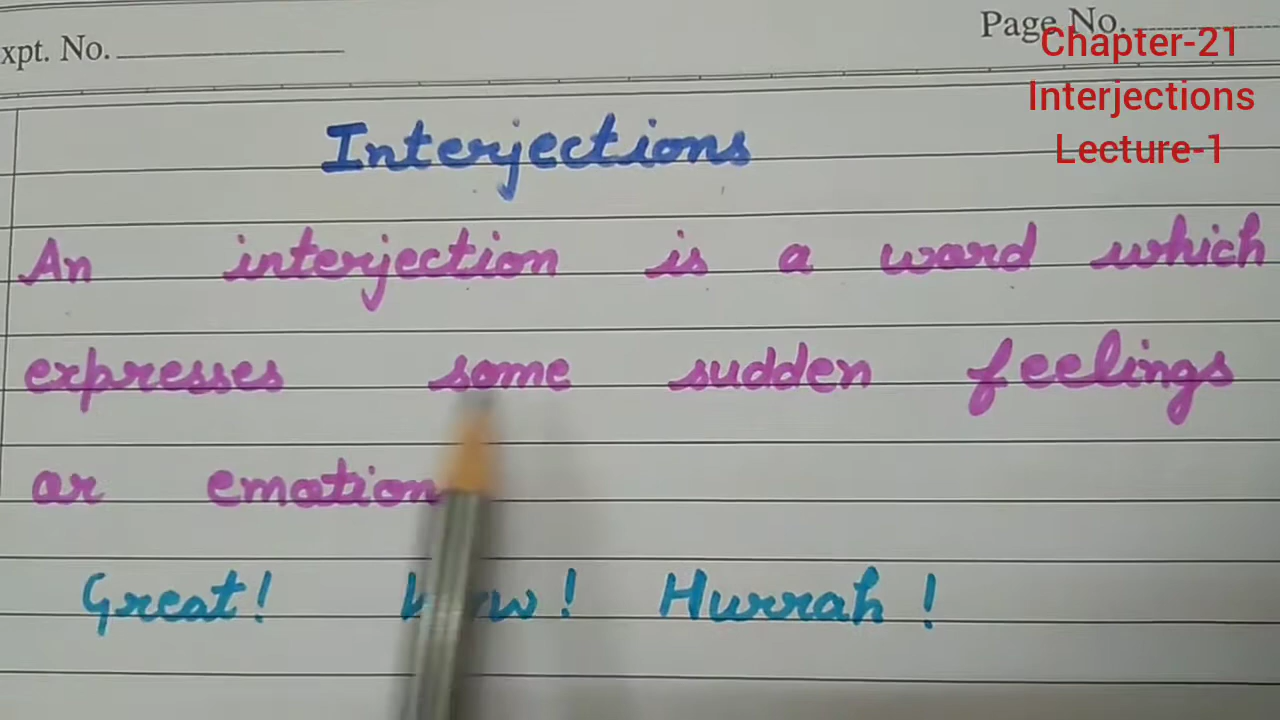 xpt. No.
Page No.
Chapter-21
Interjections
Lecture-1
Interjections
An interjection is a word which
expresses some sudden feelings
or emotion
Great! Hurrah !